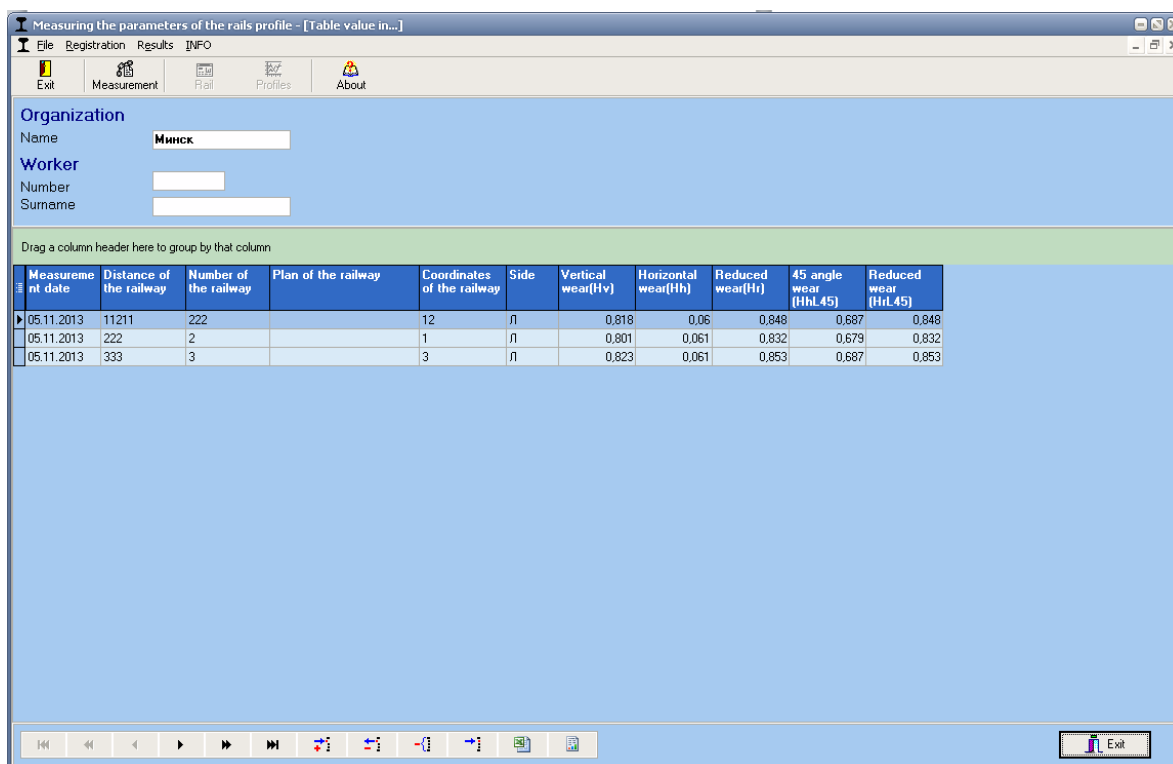 Measuring the parameters of the rails profile - [Table value in...]
File Registration Results INFO
Exit Measurement Rail Profiles About
Organization
Name Минск
Worker
Number
Surname
Drag a column header here to group by that column
Measureme Distance of Number of Plan of the railway Coordinates Side Vertical Horizontal Reduced 45 angle Reduced
nt date the railway the railway of the railway wear(Hv) wear(Hh) wear(Hr) wear wear
(HhL45) (HrL45)
05.11.2013 11211 222 12 Л 0,818 0,06 0,848 0,687 0,848
05.11.2013 222 2 1 Л 0,801 0,061 0,832 0,679 0,832
05.11.2013 333 3 3 Л 0,823 0,061 0,853 0,687 0,853
Exit